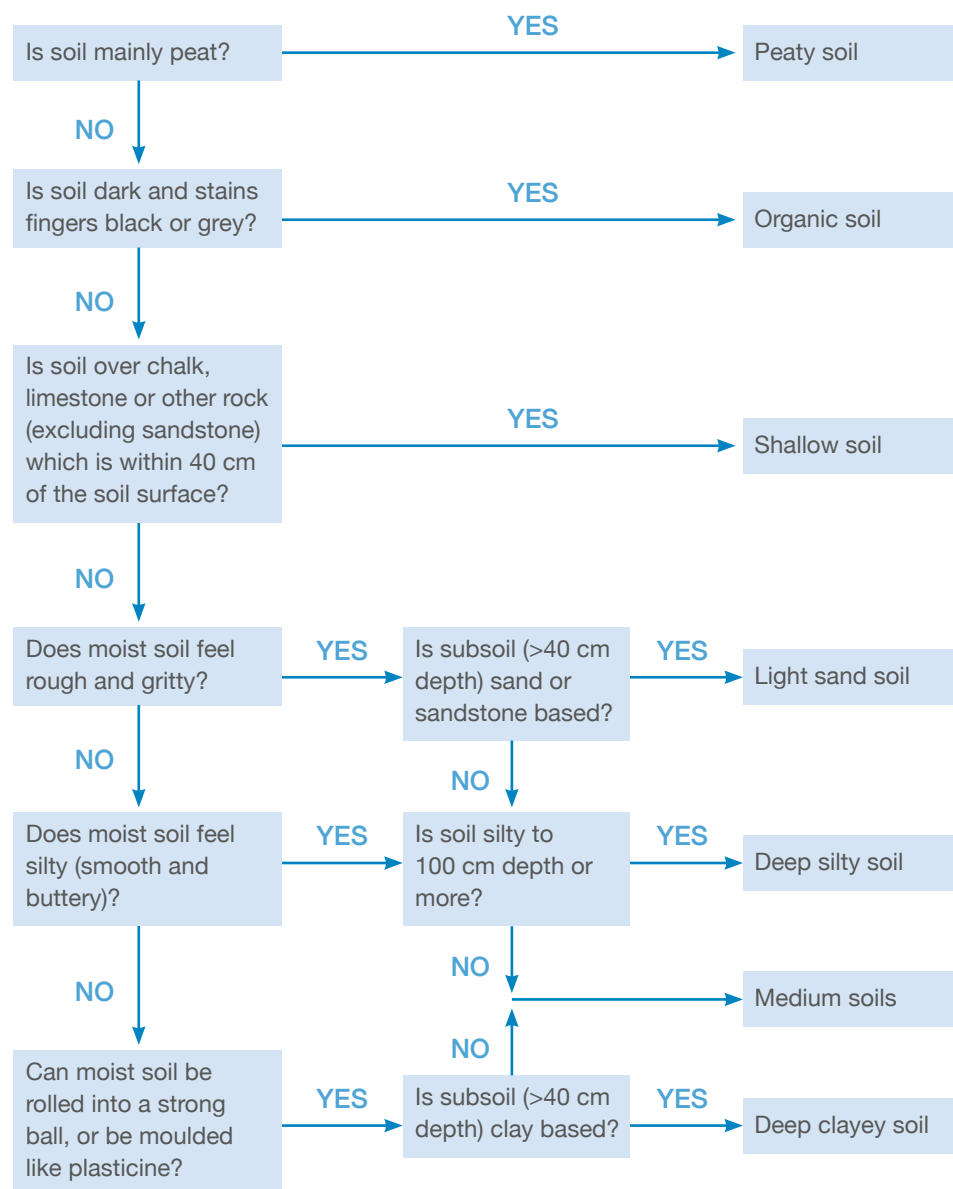 YES
Is soil mainly peat?
Peaty soil
NO
Is soil dark and stains
fingers black or grey?
YES
Organic soil
NO
Is soil over chalk,
limestone or other rock
(excluding sandstone)
which is within 40 cm
of the soil surface?
YES
Shallow soil
NO
Does moist soil feel
rough and gritty?
YES
Is subsoil (>40 cm
depth) sand or
sandstone based?
YES
Light sand soil
NO
NO
Does moist soil feel
silty (smooth and
buttery)?
YES
Is soil silty to
100 cm depth or
more?
YES
Deep silty soil
NO
NO
Medium soils
NO
Can moist soil be
rolled into a strong
ball, or be moulded
like plasticine?
YES
Is subsoil (>40 cm
depth) clay based?
YES
Deep clayey soil